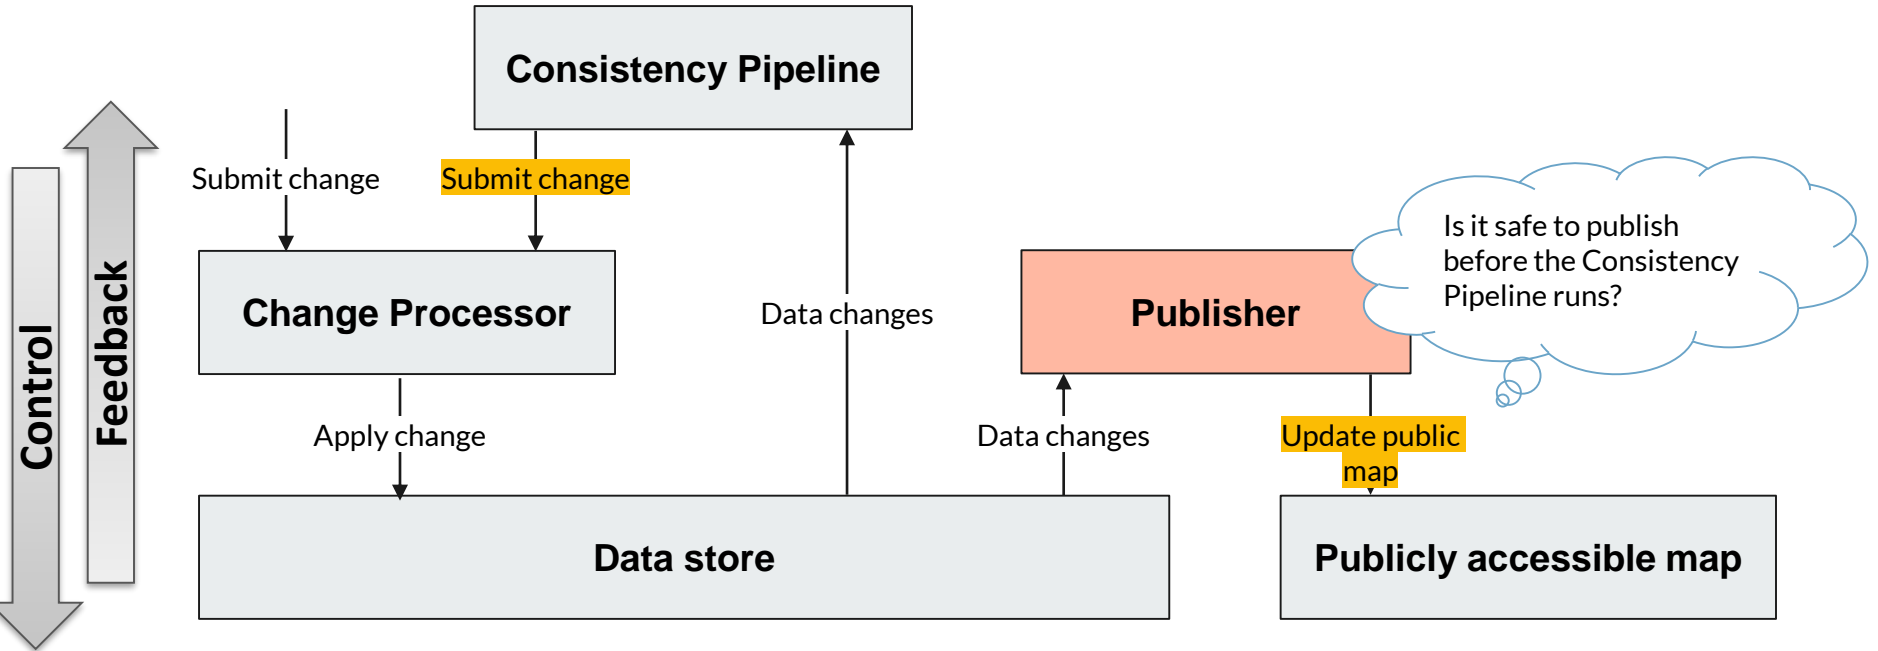 Consistency Pipeline
Submit change
Submit change
Is it safe to publish
before the Consistency
Pipeline runs?
Control
Feedback
Change Processor
Data changes
Publisher
Apply change
Data changes
Update public
map
Data store
Publicly accessible map